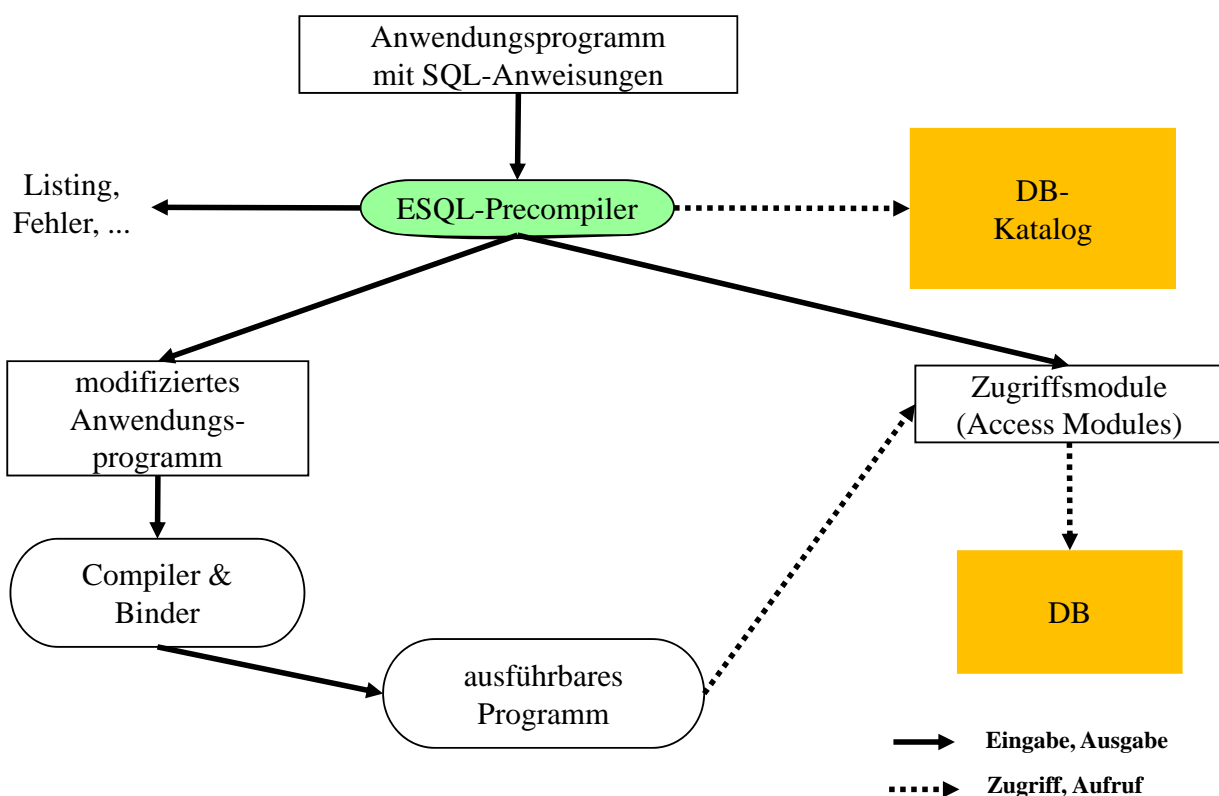 Anwendungsprogramm
mit SQL-Anweisungen
Listing,
Fehler, ...
ESQL-Precompiler
DB-
Katalog
modifiziertes
Anwendungs-
programm
Zugriffsmodule
(Access Modules)
Compiler &
Binder
DB
ausführbares
Programm
Eingabe, Ausgabe
Zugriff, Aufruf